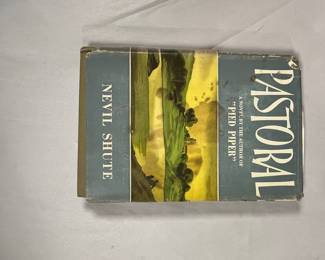 PASTORAL
A NOVEL BY THE AUTHOR OF
"PIED PIPER"
NEVIL SHUTE